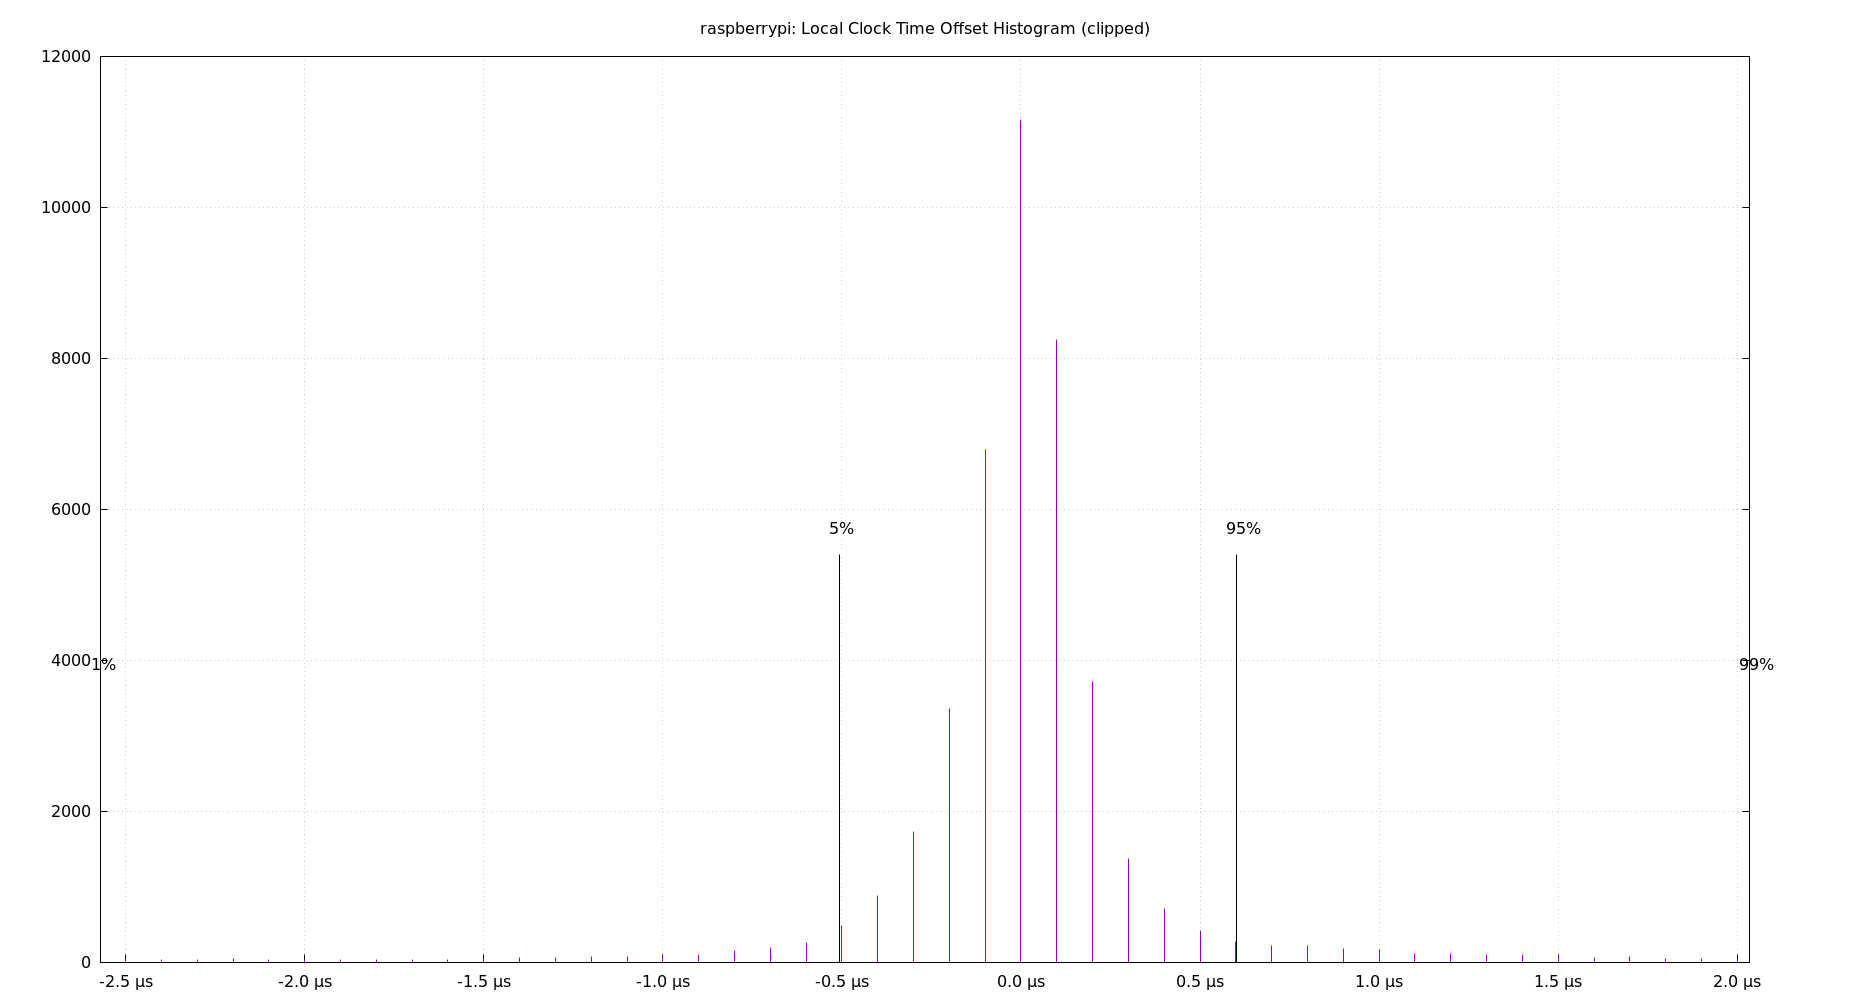 raspberrypi: Local Clock Time Offset Histogram (clipped)
12000
10000
8000
6000
5%
95%
4000
1%
99%
2000
0
-2.5 µs
-2.0 µs
-1.5 µs
-1.0 µs
-0.5 µs
0.0 µs
0.5 µs
1.0 µs
1.5 µs
2.0 µs